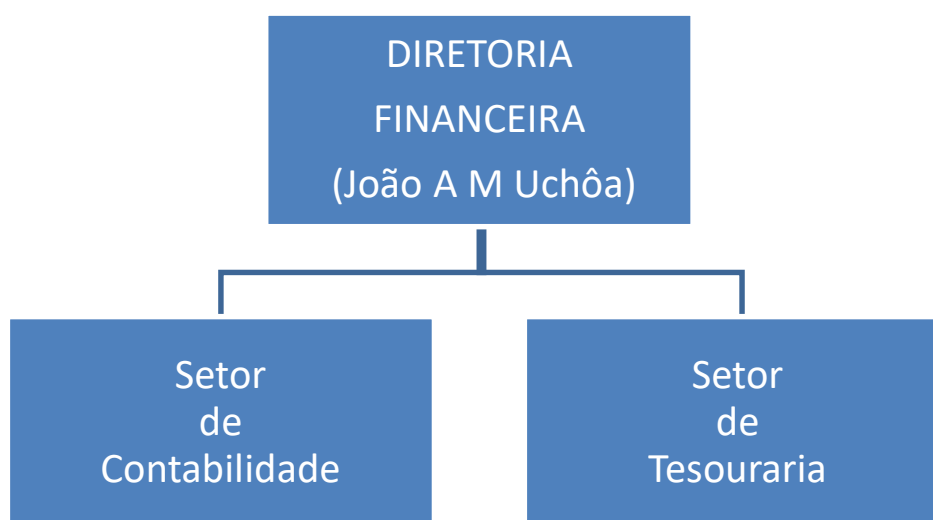 DIRETORIA
FINANCEIRA
(João A M Uchôa)
Setor
de
Contabilidade
Setor
de
Tesouraria